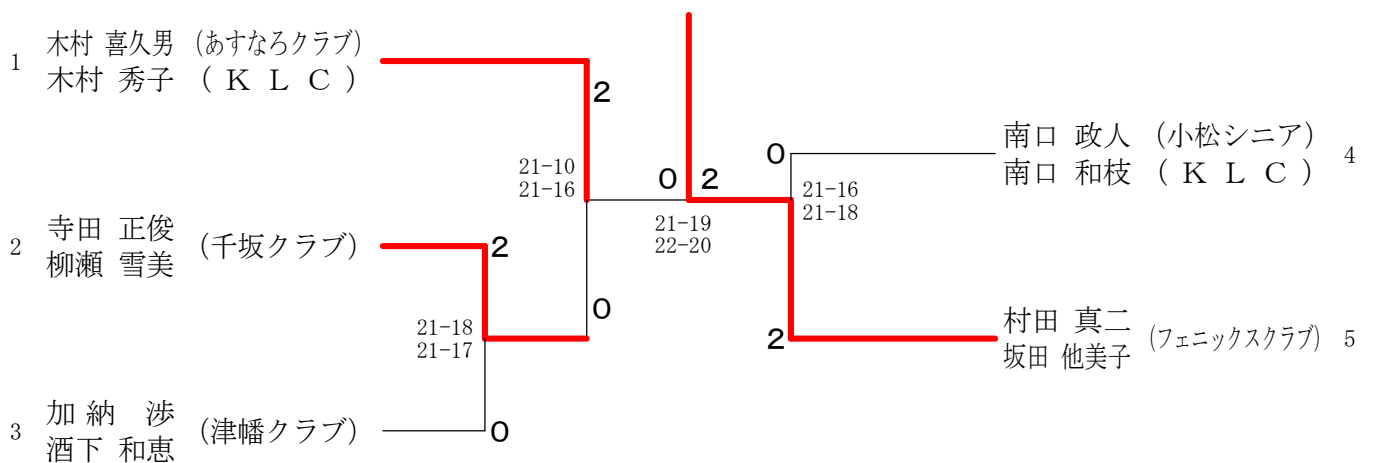 1 木村 喜久男 (あすなろクラブ)
木村 秀子 (ＫＬＣ)
2
21-10
21-16
2 寺田 正俊 (千坂クラブ)
柳瀬 雪美
2
0
21-18
21-17
3 加納 渉 (津幡クラブ)
酒下 和恵
0
0 2
21-19
22-20
0
21-16
21-18
南口 政人 (小松シニア) 4
南口 和枝 (ＫＬＣ)
2
村田 真二 (フェニックスクラブ) 5
坂田 他美子